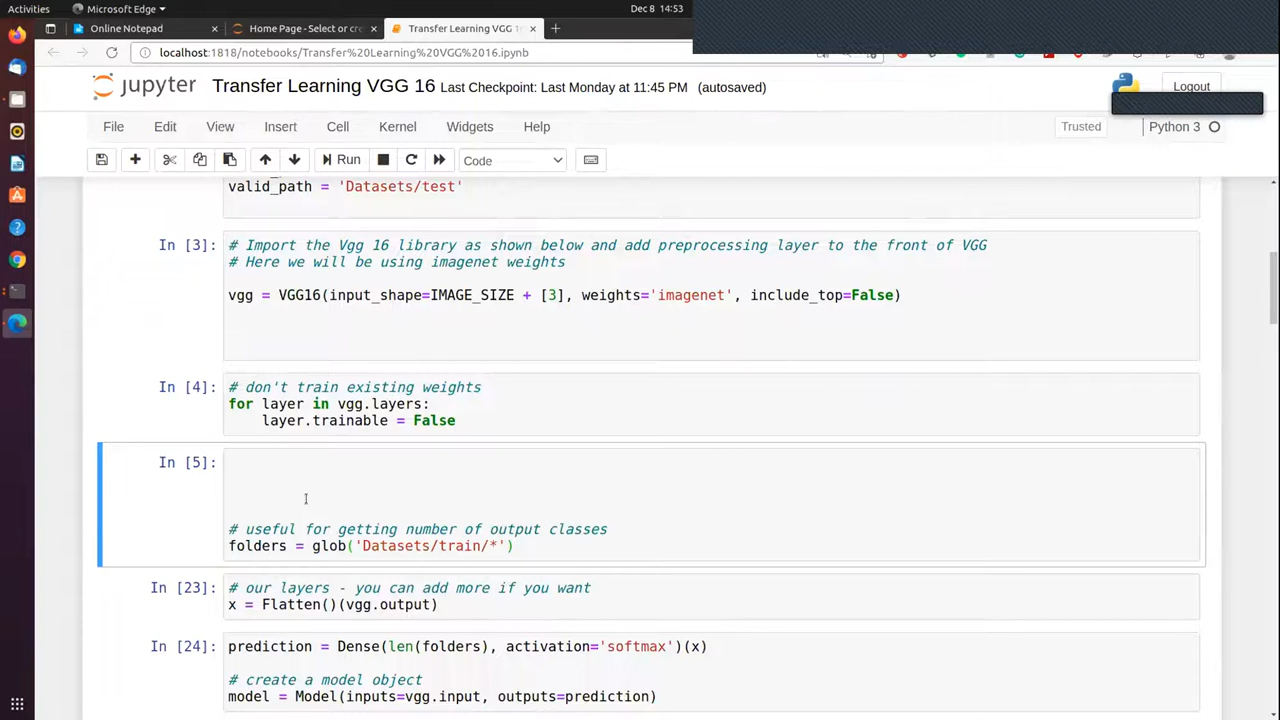 Activities
Microsoft Edge
Dec 8 14:53
Online Notepad
Home Page - Select or cre
Transfer Learning VGG 1
localhost:1818/notebooks/Transfer%20Learning%20VGG%2016.ipynb
jupyter
Transfer Learning VGG 16 Last Checkpoint: Last Monday at 11:45 PM (autosaved)
Logout
File Edit View Insert Cell Kernel Widgets Help
Trusted
Python 3
Run
Code
valid_path = 'Datasets/test'
In [3]:
# Import the Vgg 16 library as shown below and add preprocessing layer to the front of VGG
# Here we will be using imagenet weights
vgg = VGG16(input_shape=IMAGE_SIZE + [3], weights='imagenet', include_top=False)
In [4]:
# don't train existing weights
for layer in vgg.layers:
    layer.trainable = False
In [5]:
# useful for getting number of output classes
folders = glob('Datasets/train/*')
In [23]:
# our layers - you can add more if you want
x = Flatten()(vgg.output)
In [24]:
prediction = Dense(len(folders), activation='softmax')(x)
# create a model object
model = Model(inputs=vgg.input, outputs=prediction)